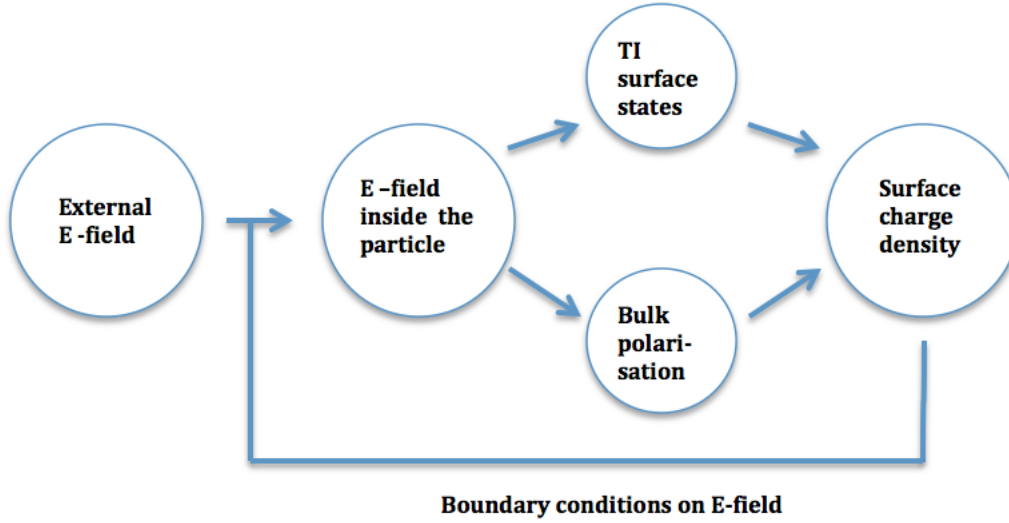 External
E -field
E –field
inside the
particle
TI
surface
states
Bulk
polari-
sation
Surface
charge
density
Boundary conditions on E-field